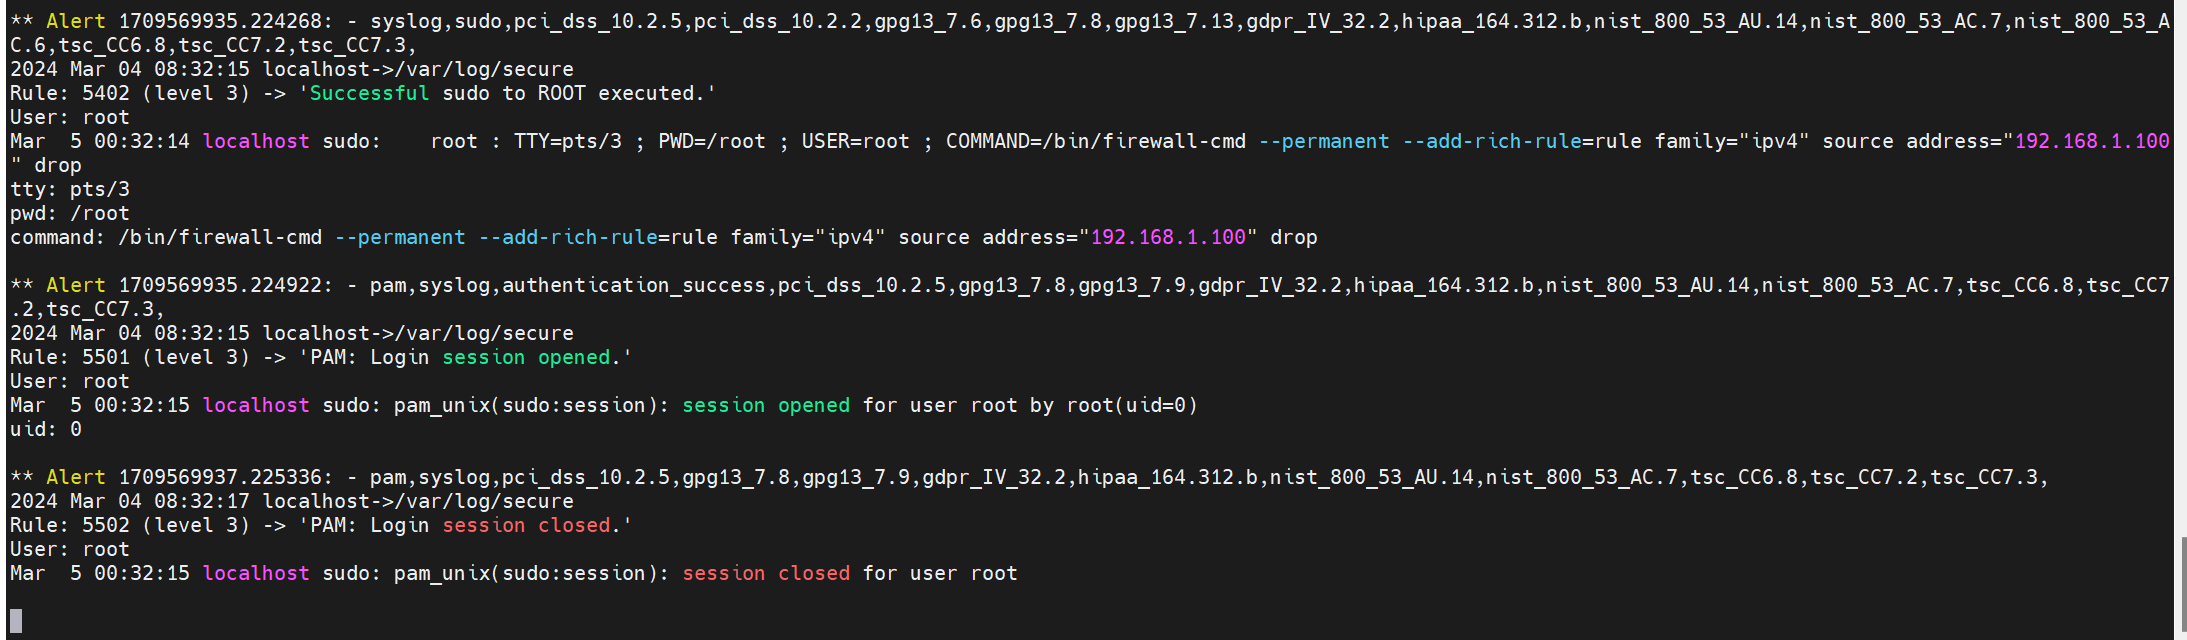 ** Alert 1709569935.224268: - syslog,sudo,pci_dss_10.2.5,pci_dss_10.2.2,gpg13_7.6,gpg13_7.8,gpg13_7.13,gdpr_IV_32.2,hipaa_164.312.b,nist_800_53_AU.14,nist_800_53_AC.7,nist_800_53_A
C.6,tsc_CC6.8,tsc_CC7.2,tsc_CC7.3,
2024 Mar 04 08:32:15 localhost->/var/log/secure
Rule: 5402 (level 3) -> 'Successful sudo to ROOT executed.'
User: root
Mar  5 00:32:14 localhost sudo:    root : TTY=pts/3 ; PWD=/root ; USER=root ; COMMAND=/bin/firewall-cmd --permanent --add-rich-rule=rule family="ipv4" source address="192.168.1.100
" drop
tty: pts/3
pwd: /root
command: /bin/firewall-cmd --permanent --add-rich-rule=rule family="ipv4" source address="192.168.1.100" drop

** Alert 1709569935.224922: - pam,syslog,authentication_success,pci_dss_10.2.5,gpg13_7.8,gpg13_7.9,gdpr_IV_32.2,hipaa_164.312.b,nist_800_53_AU.14,nist_800_53_AC.7,tsc_CC6.8,tsc_CC7
.2,tsc_CC7.3,
2024 Mar 04 08:32:15 localhost->/var/log/secure
Rule: 5501 (level 3) -> 'PAM: Login session opened.'
User: root
Mar  5 00:32:15 localhost sudo: pam_unix(sudo:session): session opened for user root by root(uid=0)
uid: 0

** Alert 1709569937.225336: - pam,syslog,pci_dss_10.2.5,gpg13_7.8,gpg13_7.9,gdpr_IV_32.2,hipaa_164.312.b,nist_800_53_AU.14,nist_800_53_AC.7,tsc_CC6.8,tsc_CC7.2,tsc_CC7.3,
2024 Mar 04 08:32:17 localhost->/var/log/secure
Rule: 5502 (level 3) -> 'PAM: Login session closed.'
User: root
Mar  5 00:32:15 localhost sudo: pam_unix(sudo:session): session closed for user root